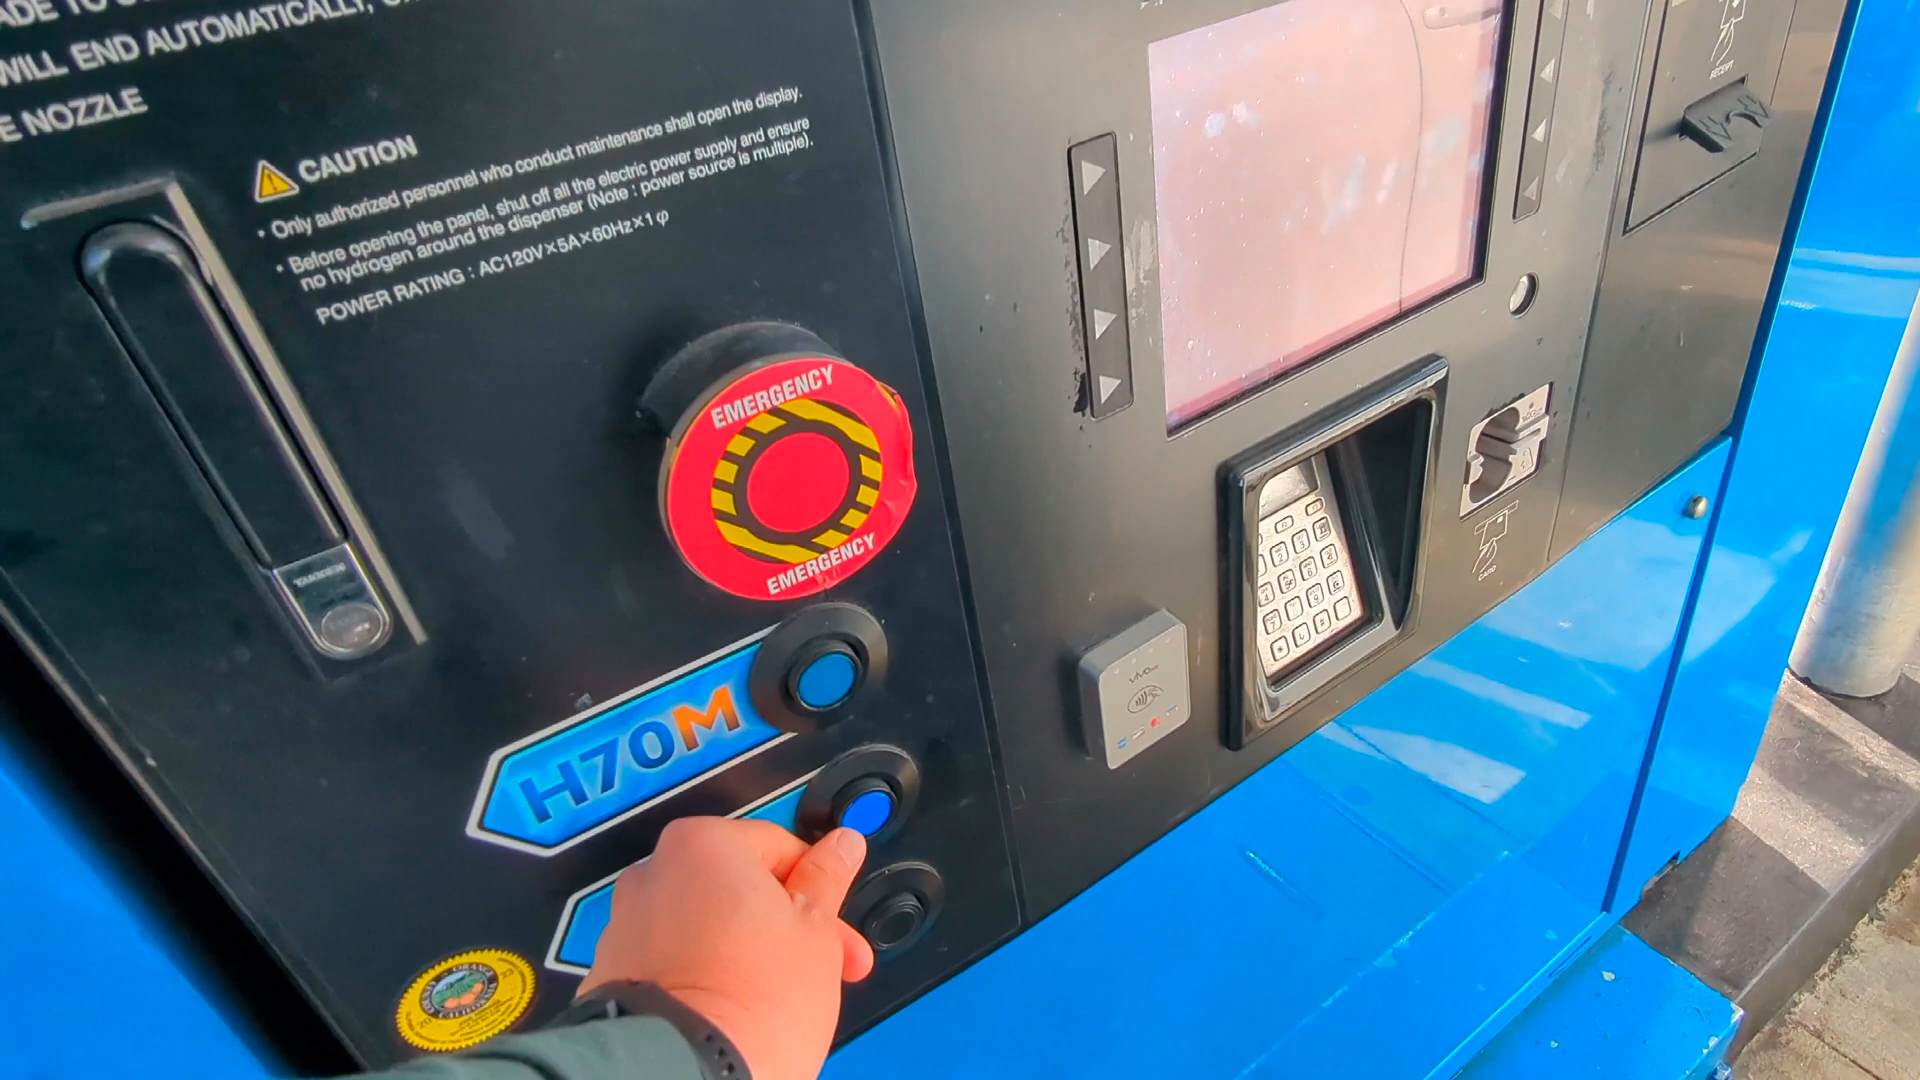 WILL END AUTOMATICALLY,
E NOZZLE
CAUTION
• Only authorized personnel who conduct maintenance shall open the display.
• Before opening the panel, shut off all the electric power supply and ensure
no hydrogen around the dispenser (Note : power source is multiple).
POWER RATING : AC120V×5A×60Hz×1φ
EMERGENCY
EMERGENCY
H70M
RECEIPT
CARD
ORANGE
CALIFORNIA